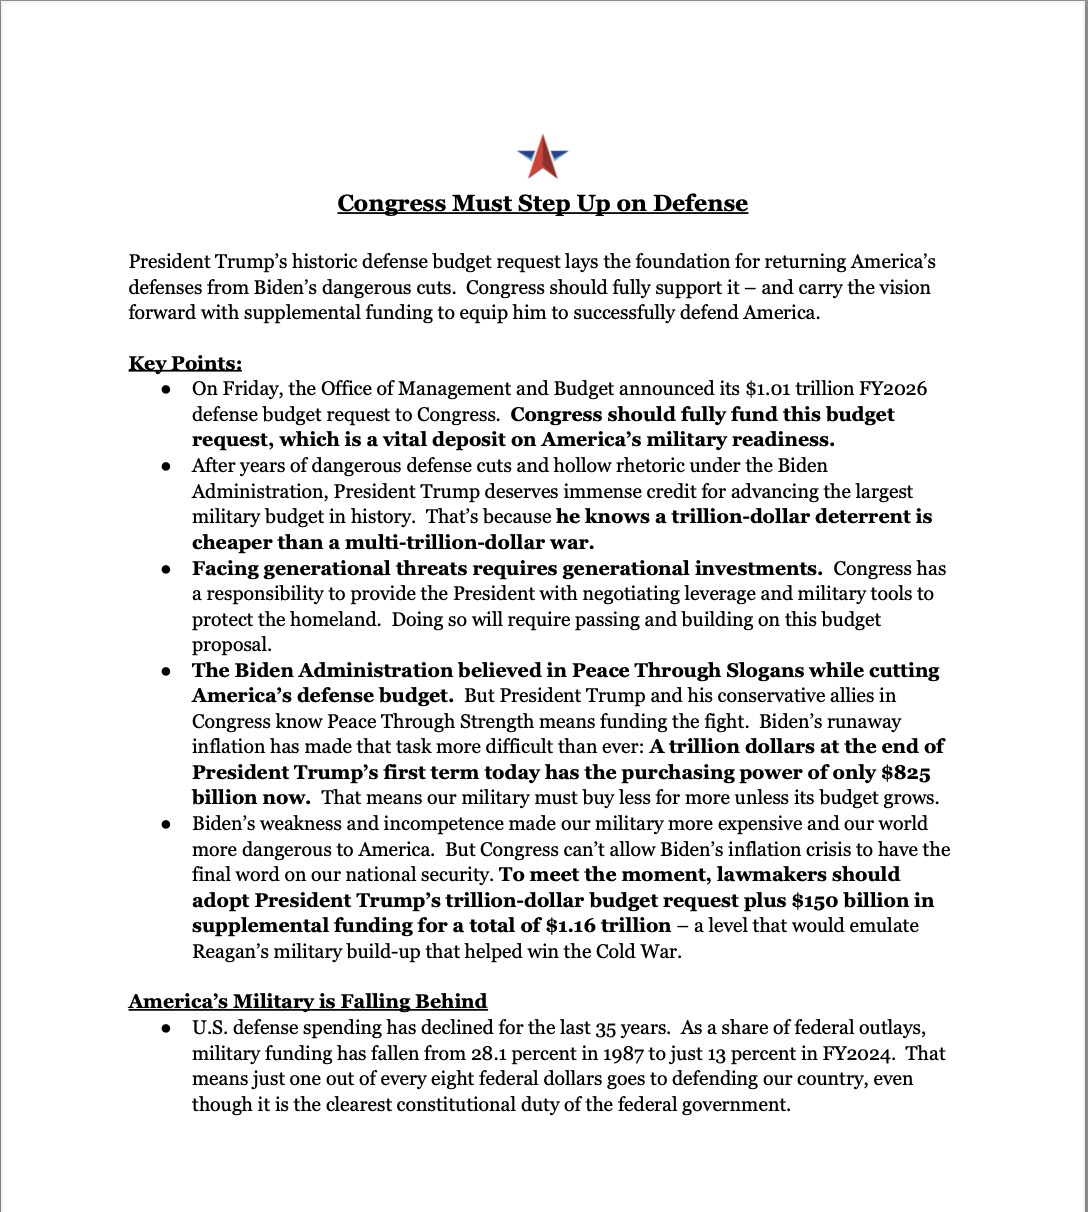 Congress Must Step Up on Defense
President Trump’s historic defense budget request lays the foundation for returning America’s
defenses from Biden’s dangerous cuts.  Congress should fully support it – and carry the vision
forward with supplemental funding to equip him to successfully defend America.
Key Points:
● On Friday, the Office of Management and Budget announced its $1.01 trillion FY2026
defense budget request to Congress.  Congress should fully fund this budget
request, which is a vital deposit on America’s military readiness.
● After years of dangerous defense cuts and hollow rhetoric under the Biden
Administration, President Trump deserves immense credit for advancing the largest
military budget in history.  That’s because he knows a trillion-dollar deterrent is
cheaper than a multi-trillion-dollar war.
● Facing generational threats requires generational investments.  Congress has
a responsibility to provide the President with negotiating leverage and military tools to
protect the homeland.  Doing so will require passing and building on this budget
proposal.
● The Biden Administration believed in Peace Through Slogans while cutting
America’s defense budget.  But President Trump and his conservative allies in
Congress know Peace Through Strength means funding the fight.  Biden’s runaway
inflation has made that task more difficult than ever: A trillion dollars at the end of
President Trump’s first term today has the purchasing power of only $825
billion now.  That means our military must buy less for more unless its budget grows.
● Biden’s weakness and incompetence made our military more expensive and our world
more dangerous to America.  But Congress can’t allow Biden’s inflation crisis to have the
final word on our national security. To meet the moment, lawmakers should
adopt President Trump’s trillion-dollar budget request plus $150 billion in
supplemental funding for a total of $1.16 trillion – a level that would emulate
Reagan’s military build-up that helped win the Cold War.
America’s Military is Falling Behind
● U.S. defense spending has declined for the last 35 years.  As a share of federal outlays,
military funding has fallen from 28.1 percent in 1987 to just 13 percent in FY2024.  That
means just one out of every eight federal dollars goes to defending our country, even
though it is the clearest constitutional duty of the federal government.